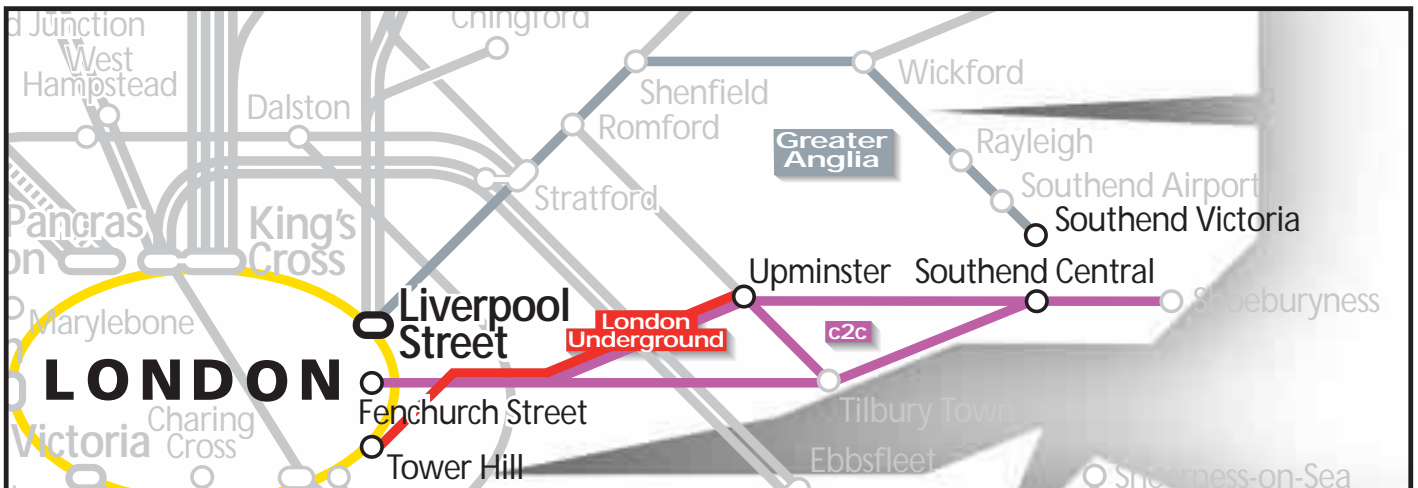 d Junction
Chingford
West
Hampstead
Dalston
Shenfield
Wickford
Romford
Greater
Anglia
Rayleigh
Stratford
Southend Airport
Southend Victoria
Pancras
on
King's
Cross
Upminster
Southend Central
Shoeburyness
Marylebone
Liverpool
Street
London
Underground
c2c
LONDON
Fenchurch Street
Tilbury Town
Charing
Cross
Victoria
Tower Hill
Ebbsfleet
Sheerness-on-Sea